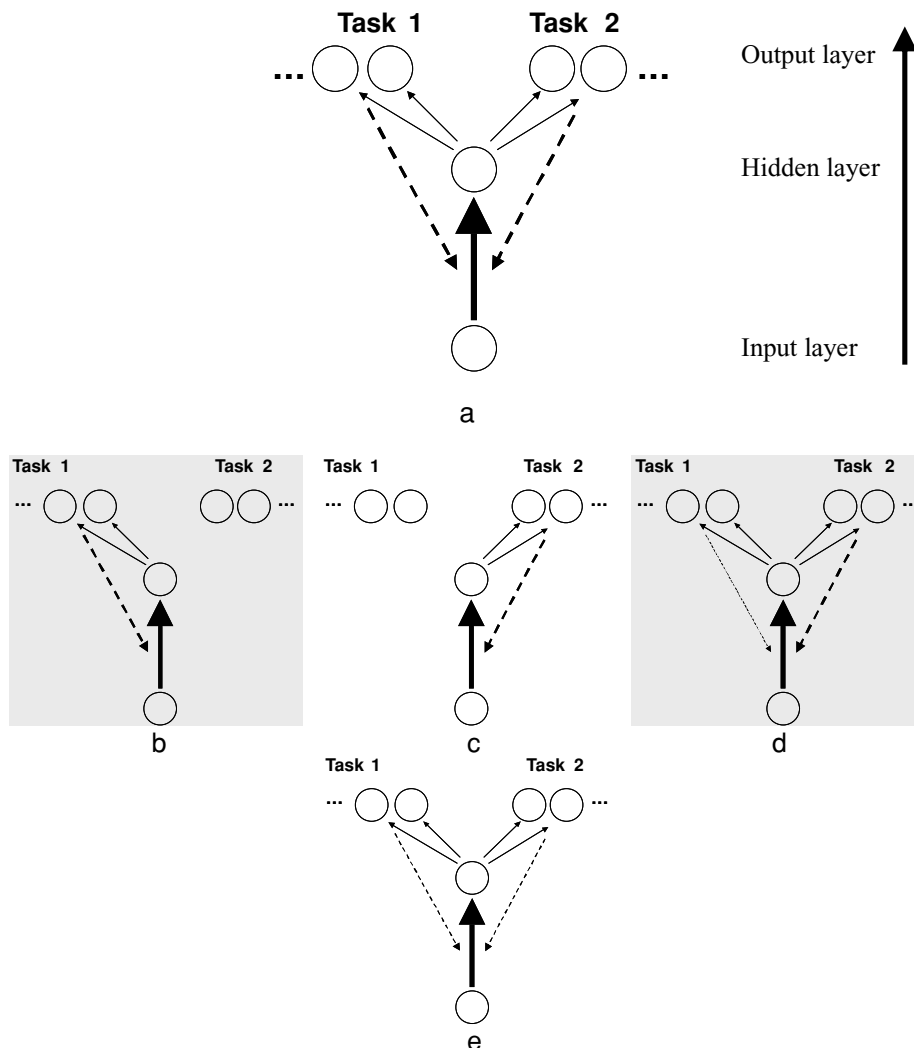 Task 1 Task 2
... ...
Output layer
Hidden layer
Input layer
a
Task 1 Task 2
... ...
b
Task 1 Task 2
...
c
Task 1 Task 2
... ...
d
Task 1 Task 2
... ...
e